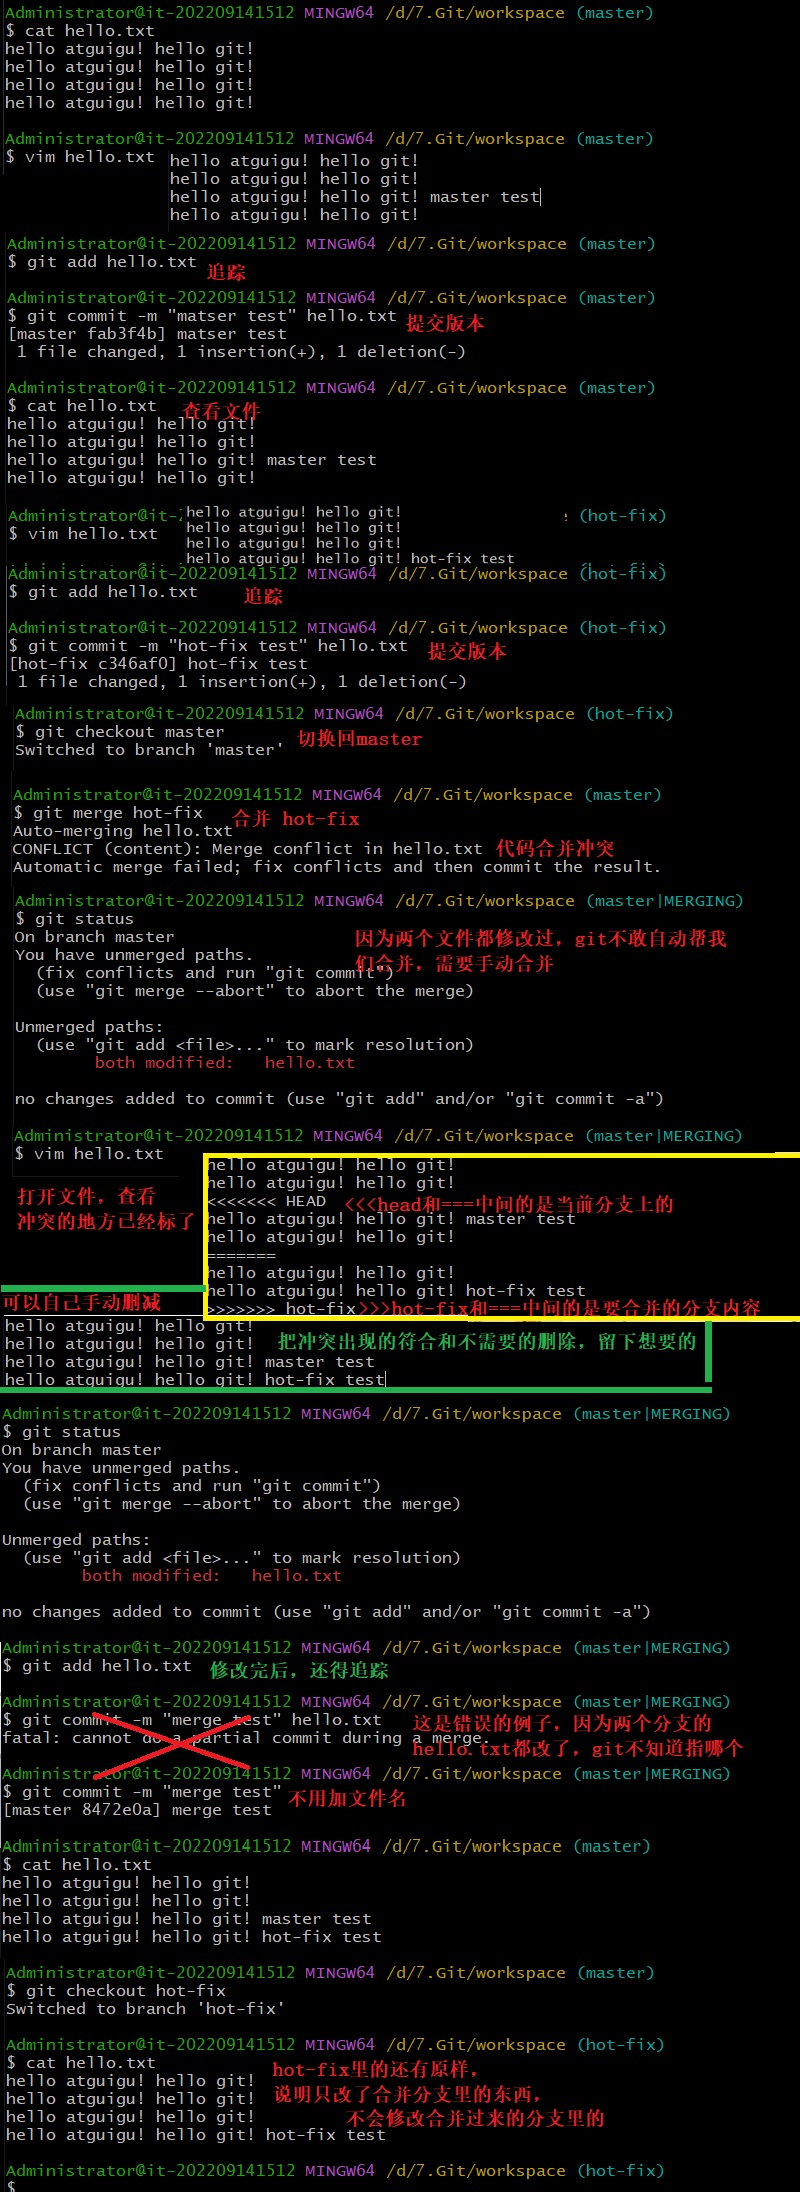 Administrator@it-202209141512 MINGW64 /d/7.Git/workspace (master)
$ cat hello.txt
hello atguigu! hello git!
hello atguigu! hello git!
hello atguigu! hello git!
hello atguigu! hello git!
Administrator@it-202209141512 MINGW64 /d/7.Git/workspace (master)
$ vim hello.txt
hello atguigu! hello git!
hello atguigu! hello git!
hello atguigu! hello git! master test
hello atguigu! hello git!
Administrator@it-202209141512 MINGW64 /d/7.Git/workspace (master)
$ git add hello.txt 追踪
Administrator@it-202209141512 MINGW64 /d/7.Git/workspace (master)
$ git commit -m "matser test" hello.txt 提交版本
[master fab3f4b] matser test
1 file changed, 1 insertion(+), 1 deletion(-)
Administrator@it-202209141512 MINGW64 /d/7.Git/workspace (master)
$ cat hello.txt 查看文件
hello atguigu! hello git!
hello atguigu! hello git!
hello atguigu! hello git! master test
hello atguigu! hello git!
Administrator@it- (hot-fix)
$ vim hello.txt
hello atguigu! hello git!
hello atguigu! hello git!
hello atguigu! hello git!
hello atguigu! hello git! hot-fix test
Administrator@it-202209141512 MINGW64 /d/7.Git/workspace (hot-fix)
$ git add hello.txt 追踪
Administrator@it-202209141512 MINGW64 /d/7.Git/workspace (hot-fix)
$ git commit -m "hot-fix test" hello.txt 提交版本
[hot-fix c346af0] hot-fix test
1 file changed, 1 insertion(+), 1 deletion(-)
Administrator@it-202209141512 MINGW64 /d/7.Git/workspace (hot-fix)
$ git checkout master 切换回master
Switched to branch 'master'
Administrator@it-202209141512 MINGW64 /d/7.Git/workspace (master)
$ git merge hot-fix 合并 hot-fix
Auto-merging hello.txt
CONFLICT (content): Merge conflict in hello.txt 代码合并冲突
Automatic merge failed; fix conflicts and then commit the result.
Administrator@it-202209141512 MINGW64 /d/7.Git/workspace (master|MERGING)
$ git status
On branch master
You have unmerged paths.
(fix conflicts and run "git commit")
(use "git merge --abort" to abort the merge)
因为两个文件都修改过，git不敢自动帮我
们合并，需要手动合并
Unmerged paths:
(use "git add <file>..." to mark resolution)
both modified: hello.txt
no changes added to commit (use "git add" and/or "git commit -a")
Administrator@it-202209141512 MINGW64 /d/7.Git/workspace (master|MERGING)
$ vim hello.txt
打开文件，查看
冲突的地方已经标了
hello atguigu! hello git!
hello atguigu! hello git!
<<<<<<< HEAD <<<head和===中间的是当前分支上的
hello atguigu! hello git! master test
hello atguigu! hello git!
=======
hello atguigu! hello git!
hello atguigu! hello git! hot-fix test
>>>>>>> hot-fix>>>hot-fix和===中间的是要合并的分支内容
可以自己手动删减
hello atguigu! hello git!
hello atguigu! hello git! 把冲突出现的符合和不需要的删除，留下想要的
hello atguigu! hello git! master test
hello atguigu! hello git! hot-fix test
Administrator@it-202209141512 MINGW64 /d/7.Git/workspace (master|MERGING)
$ git status
On branch master
You have unmerged paths.
(fix conflicts and run "git commit")
(use "git merge --abort" to abort the merge)
Unmerged paths:
(use "git add <file>..." to mark resolution)
both modified: hello.txt
no changes added to commit (use "git add" and/or "git commit -a")
Administrator@it-202209141512 MINGW64 /d/7.Git/workspace (master|MERGING)
$ git add hello.txt 修改完后，还得追踪
Administrator@it-202209141512 MINGW64 /d/7.Git/workspace (master|MERGING)
$ git commit -m "merge test" hello.txt
fatal: cannot do a partial commit during a merge.
这是错误的例子，因为两个分支的
hello.txt都改了，git不知道指哪个
Administrator@it-202209141512 MINGW64 /d/7.Git/workspace (master|MERGING)
$ git commit -m "merge test" 不用加文件名
[master 8472e0a] merge test
Administrator@it-202209141512 MINGW64 /d/7.Git/workspace (master)
$ cat hello.txt
hello atguigu! hello git!
hello atguigu! hello git!
hello atguigu! hello git! master test
hello atguigu! hello git! hot-fix test
Administrator@it-202209141512 MINGW64 /d/7.Git/workspace (master)
$ git checkout hot-fix
Switched to branch 'hot-fix'
Administrator@it-202209141512 MINGW64 /d/7.Git/workspace (hot-fix)
$ cat hello.txt
hello atguigu! hello git!
hello atguigu! hello git!
hello atguigu! hello git!
hello atguigu! hello git! hot-fix test
hot-fix里的还有原样，
说明只改了合并分支里的东西，
不会修改合并过来的分支里的
Administrator@it-202209141512 MINGW64 /d/7.Git/workspace (hot-fix)
$